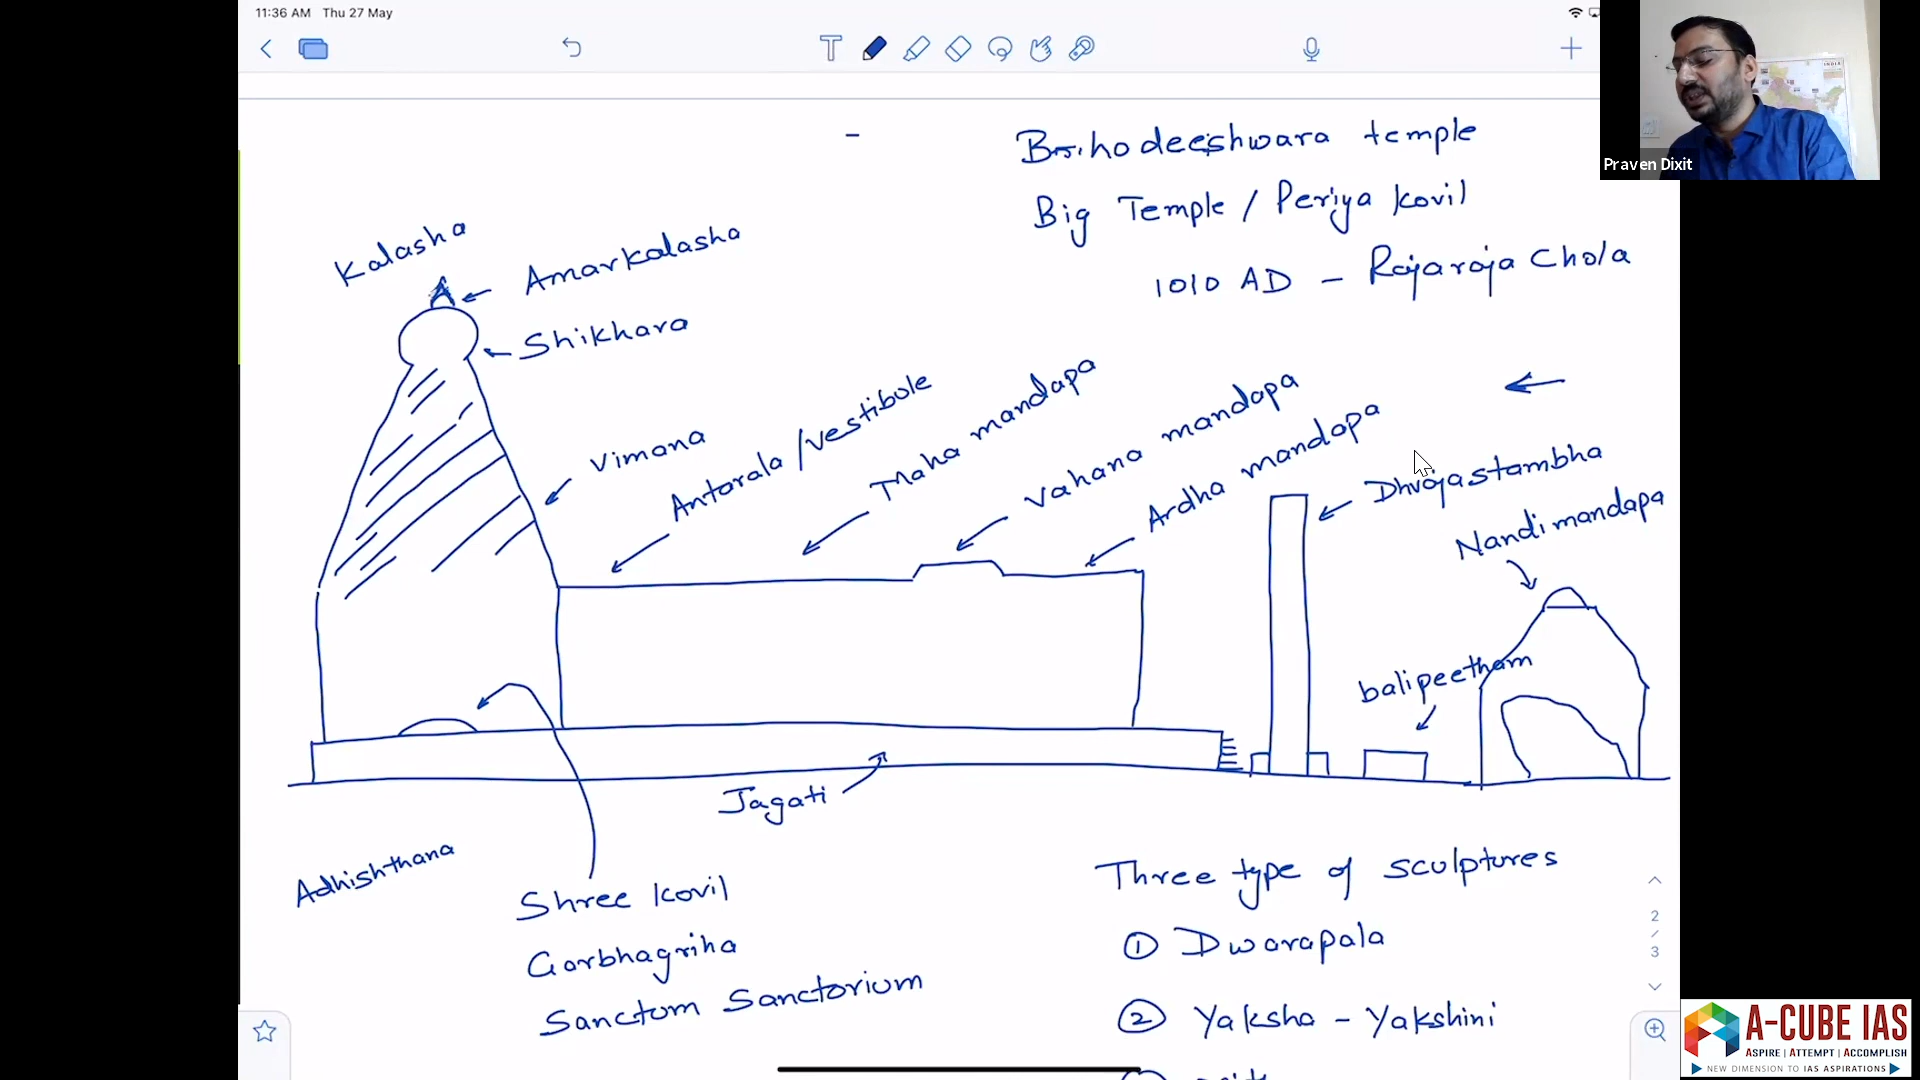 11:36 AM Thu 27 May
Praven Dixit
Brihadeeshwara temple
Big Temple / Periya Kovil
1010 AD - Rajaraja Chola
Kalasha
Amarkalasha
Shikhara
Vimana
Antarala / vestibule
Maha mandapa
Vahana mandapa
Ardha mandapa
Dhvajastambha
Nandi mandapa
balipeetham
Jagati
Adhishthana
Shree Kovil
Garbhagriha
Sanctum Sanctorium
Three type of sculptures
① Dwarapala
② Yaksha - Yakshini
2
/
3
A-CUBE IAS
ASPIRE | ATTEMPT | ACCOMPLISH
NEW DIMENSION TO IAS ASPIRATIONS